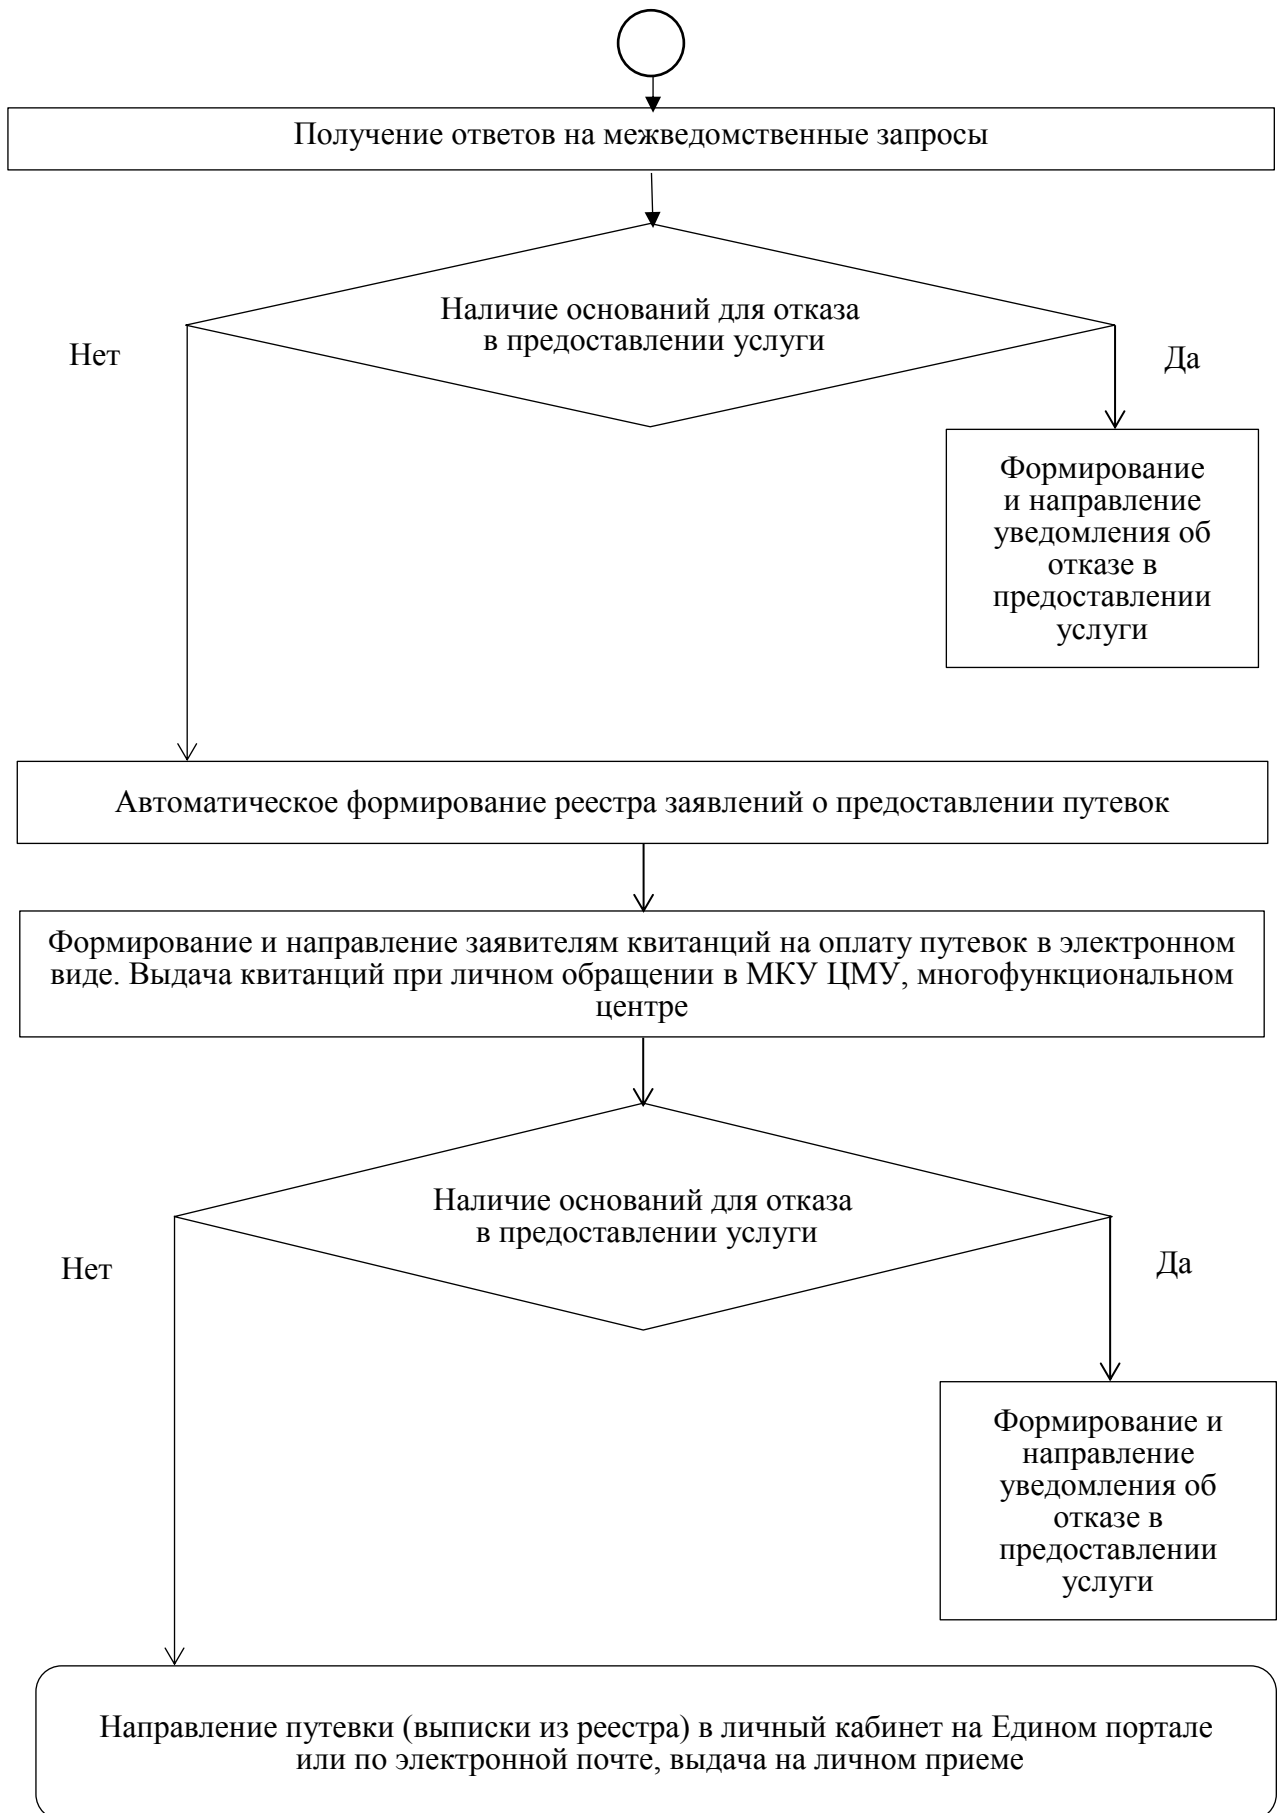 Получение ответов на межведомственные запросы
Наличие оснований для отказа
в предоставлении услуги
Нет
Да
Формирование
и направление
уведомления об
отказе в
предоставлении
услуги
Автоматическое формирование реестра заявлений о предоставлении путевок
Формирование и направление заявителям квитанций на оплату путевок в электронном
виде. Выдача квитанций при личном обращении в МКУ ЦМУ, многофункциональном
центре
Наличие оснований для отказа
в предоставлении услуги
Нет
Да
Формирование и
направление
уведомления об
отказе в
предоставлении
услуги
Направление путевки (выписки из реестра) в личный кабинет на Едином портале
или по электронной почте, выдача на личном приеме